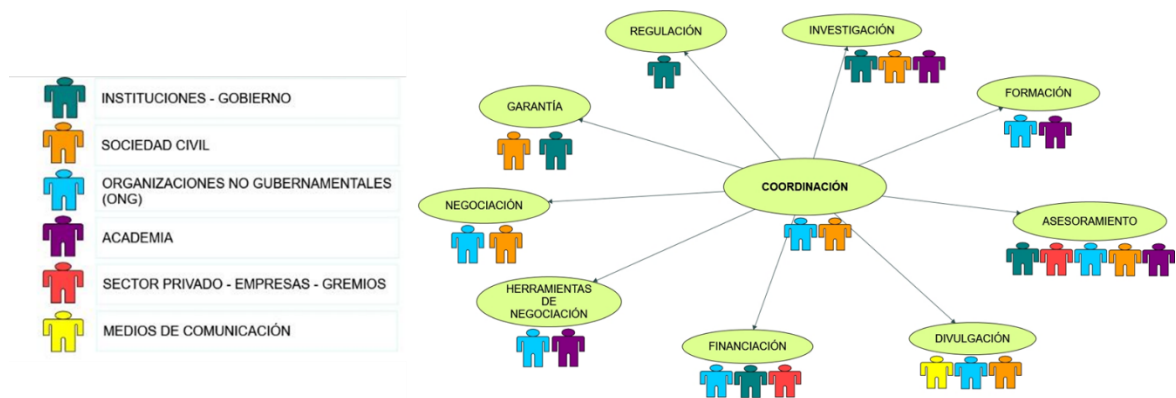 INSTITUCIONES - GOBIERNO
SOCIEDAD CIVIL
ORGANIZACIONES NO GUBERNAMENTALES
(ONG)
ACADEMIA
SECTOR PRIVADO - EMPRESAS - GREMIOS
MEDIOS DE COMUNICACIÓN
REGULACIÓN
INVESTIGACIÓN
GARANTÍA
FORMACIÓN
COORDINACIÓN
NEGOCIACIÓN
ASESORAMIENTO
HERRAMIENTAS
DE
NEGOCIACIÓN
FINANCIACIÓN
DIVULGACIÓN